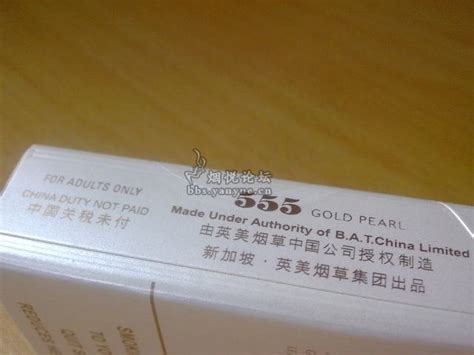 烟悦论坛
bbs.yanyue.cn
FOR ADULTS ONLY
CHINA DUTY NOT PAID
中国关税未付
555 GOLD PEARL
Made Under Authority of B.A.T.China Limited
由英美烟草中国公司授权制造
新加坡·英美烟草集团出品
SMOKING